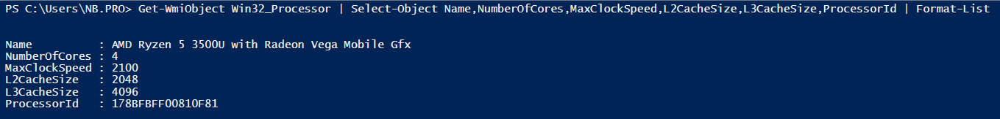 PS C:\Users\NB.PRO> Get-WmiObject Win32_Processor | Select-Object Name,NumberOfCores,MaxClockSpeed,L2CacheSize,L3CacheSize,ProcessorId | Format-List
Name          : AMD Ryzen 5 3500U with Radeon Vega Mobile Gfx
NumberOfCores : 4
MaxClockSpeed : 2100
L2CacheSize   : 2048
L3CacheSize   : 4096
ProcessorId   : 178BFBFF00810F81